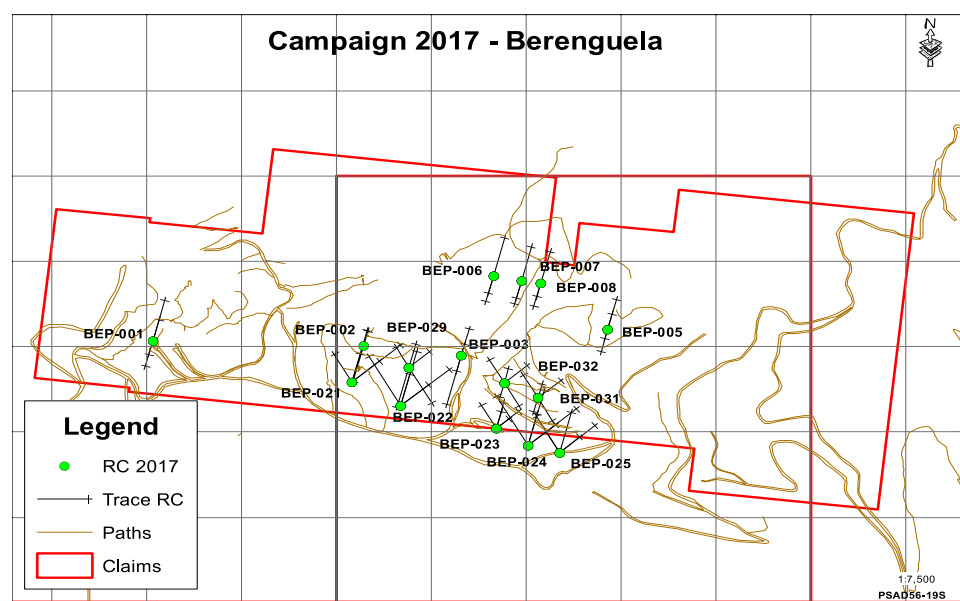 Campaign 2017 - Berenguela
N
BEP-006
BEP-007
BEP-008
BEP-001
BEP-002
BEP-029
BEP-003
BEP-005
BEP-032
BEP-021
BEP-022
BEP-031
BEP-023
BEP-024
BEP-025
Legend
RC 2017
Trace RC
Paths
Claims
1:7,500
PSAD56-19S